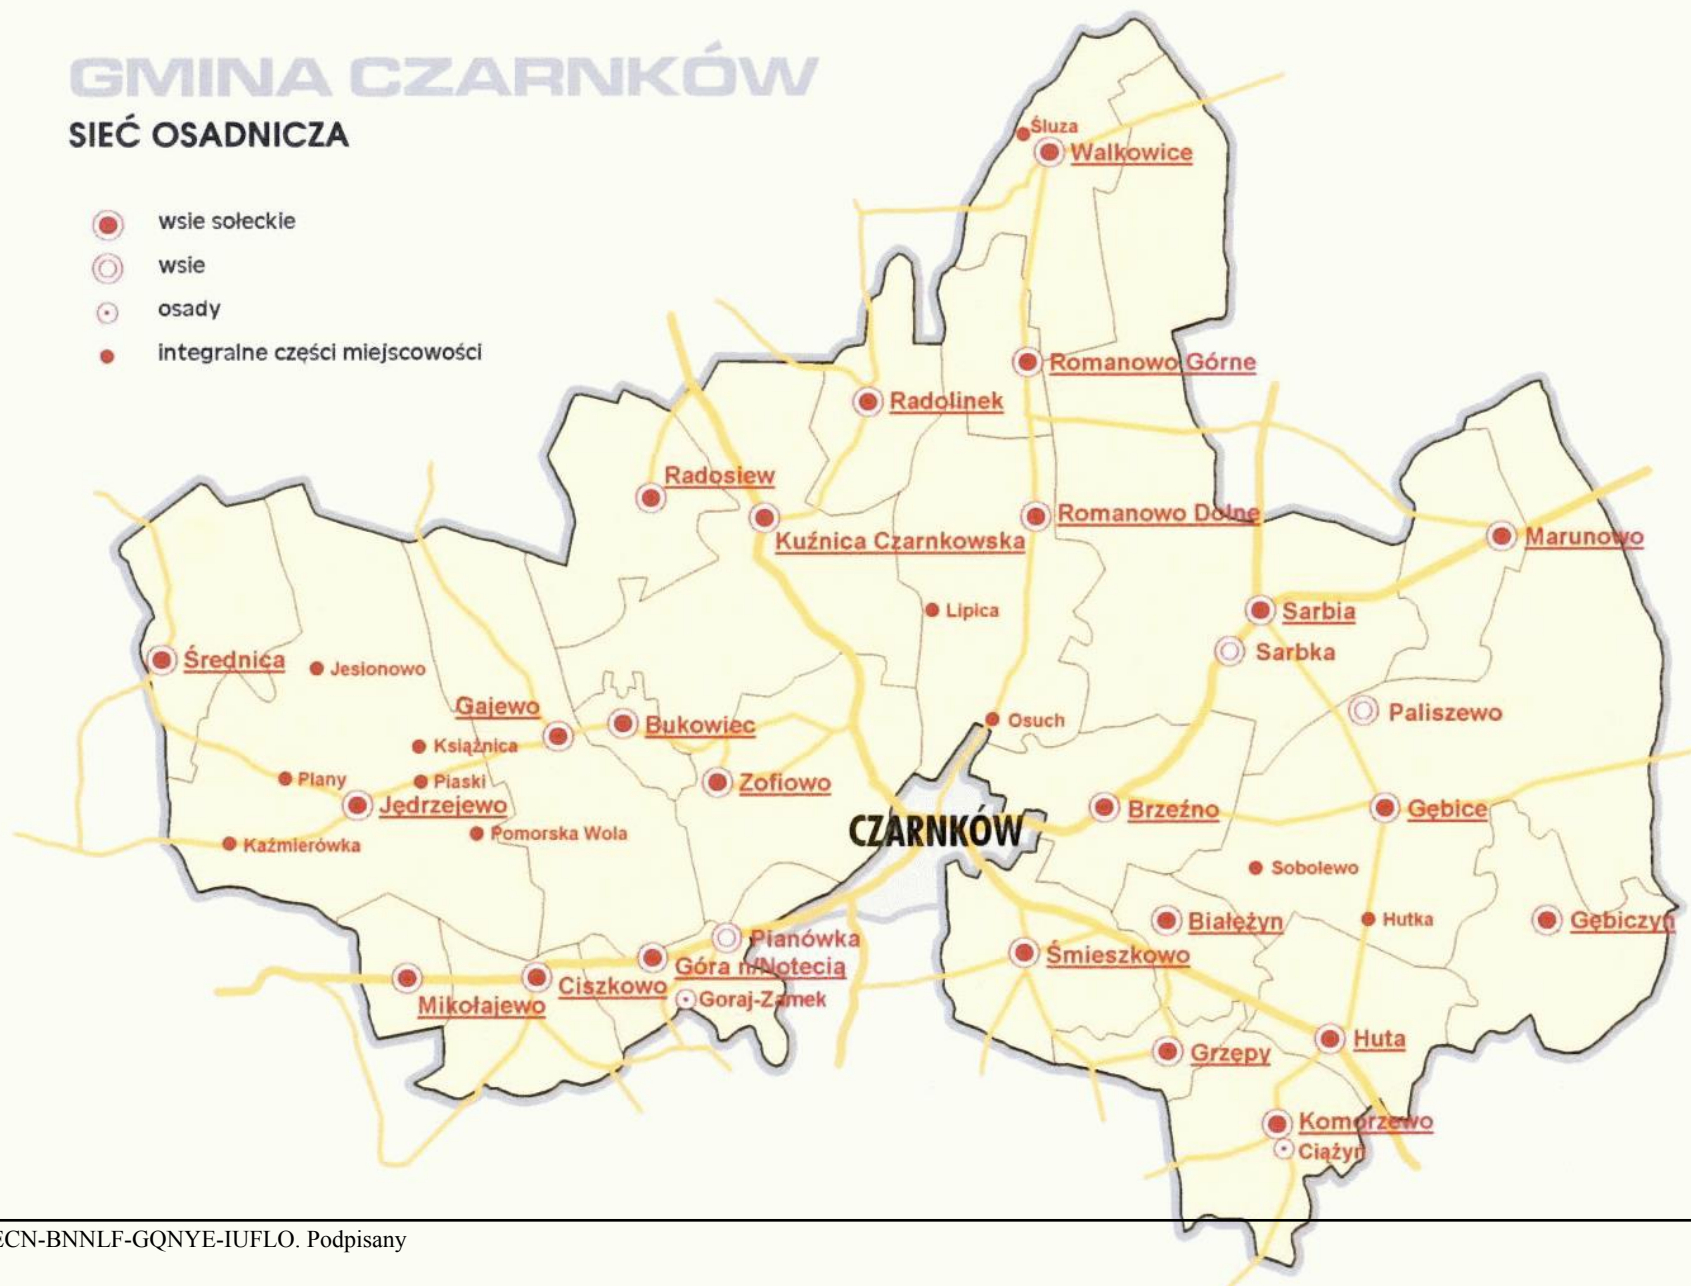 GMINA CZARNKÓW
SIEĆ OSADNICZA
wsie sołeckie
wsie
osady
integralne części miejscowości
Śluza
Walkowice
Romanowo Górne
Radolinek
Radosiew
Kuźnica Czarnkowska
Romanowo Dolne
Marunowo
Lipica
Sarbia
Sarbka
Średnica
Jesionowo
Gajewo
Bukowiec
Osuch
Paliszewo
Książnica
Plany
Piaski
Zofiowo
Jędrzejewo
Brzeźno
Gębice
CZARNKÓW
Kaźmierówka
Pomorska Wola
Sobolewo
Białężyn
Hutka
Gębiczyn
Pianówka
Góra n/Notecią
Śmieszkowo
Ciszkowo
Mikołajewo
Goraj-Zamek
Huta
Grzępy
Komorzewo
Ciążyń
ECN-BNNLF-GQNYE-IUFLO. Podpisany